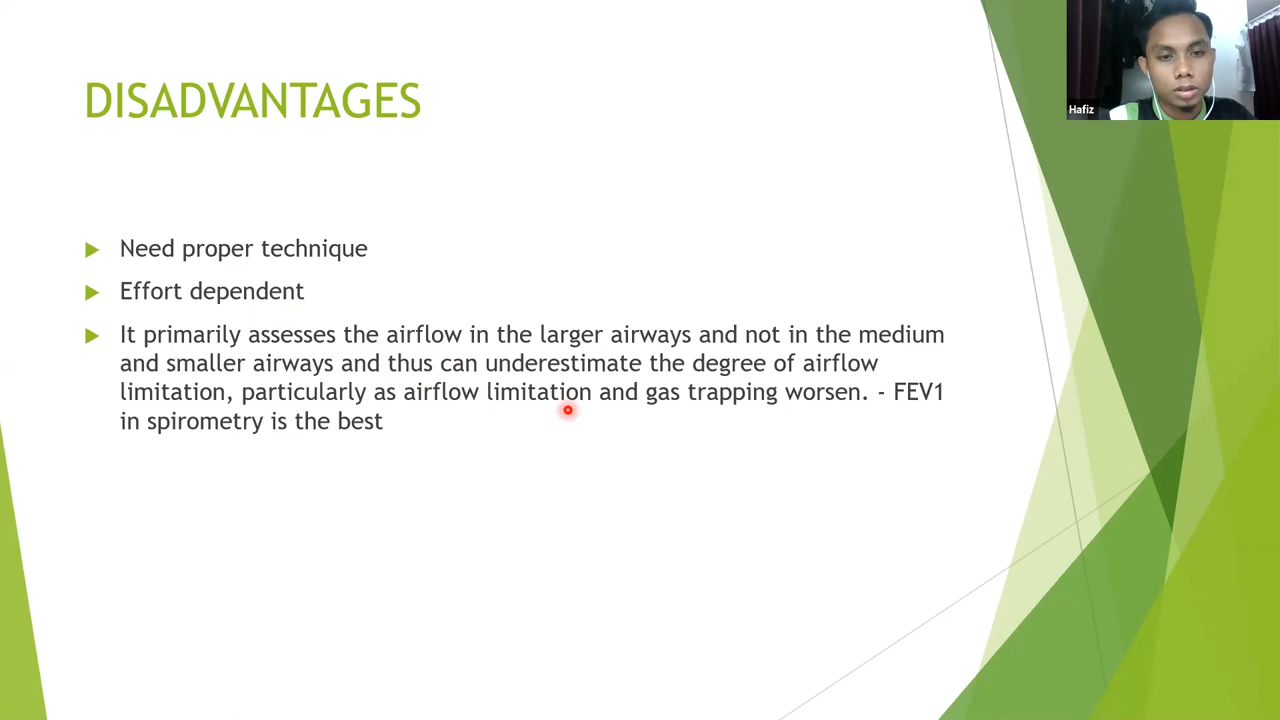 DISADVANTAGES
Hafiz
Need proper technique
Effort dependent
It primarily assesses the airflow in the larger airways and not in the medium
and smaller airways and thus can underestimate the degree of airflow
limitation, particularly as airflow limitation and gas trapping worsen. - FEV1
in spirometry is the best